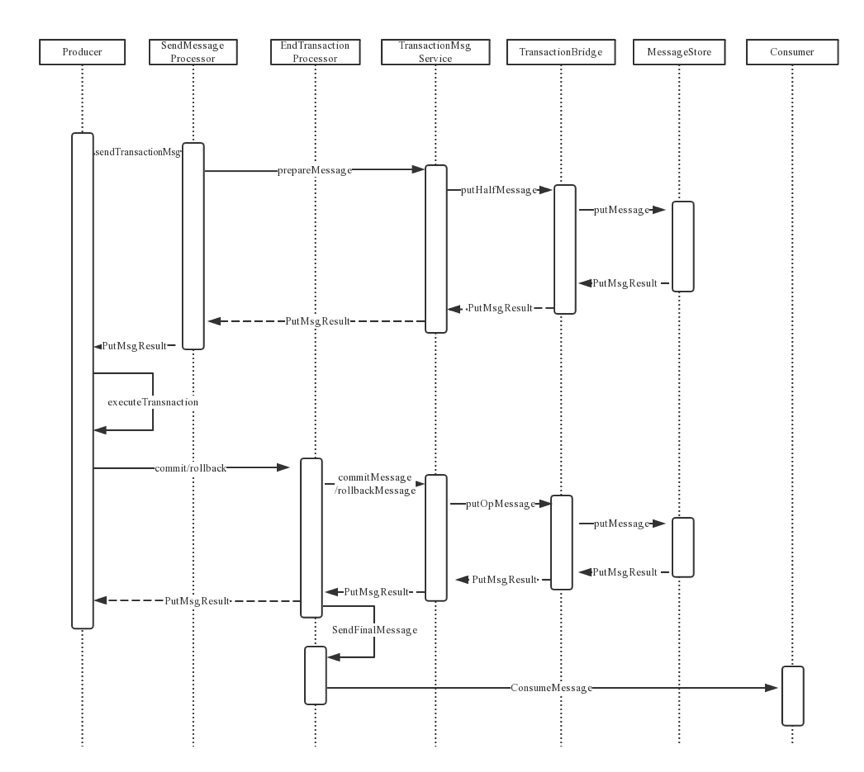 Producer
SendMessage
Processor
EndTransaction
Processor
TransactionMsg
Service
TransactionBridge
MessageStore
Consumer
sendTransactionMsg
prepareMessage
putHalfMessage
putMessage
PutMsgResult
PutMsgResult
PutMsgResult
PutMsgResult
executeTransnaction
commit/rollback
commitMessage
/rollbackMessage
putOpMessage
putMessage
PutMsgResult
PutMsgResult
PutMsgResult
PutMsgResult
SendFinalMessage
ConsumeMessage